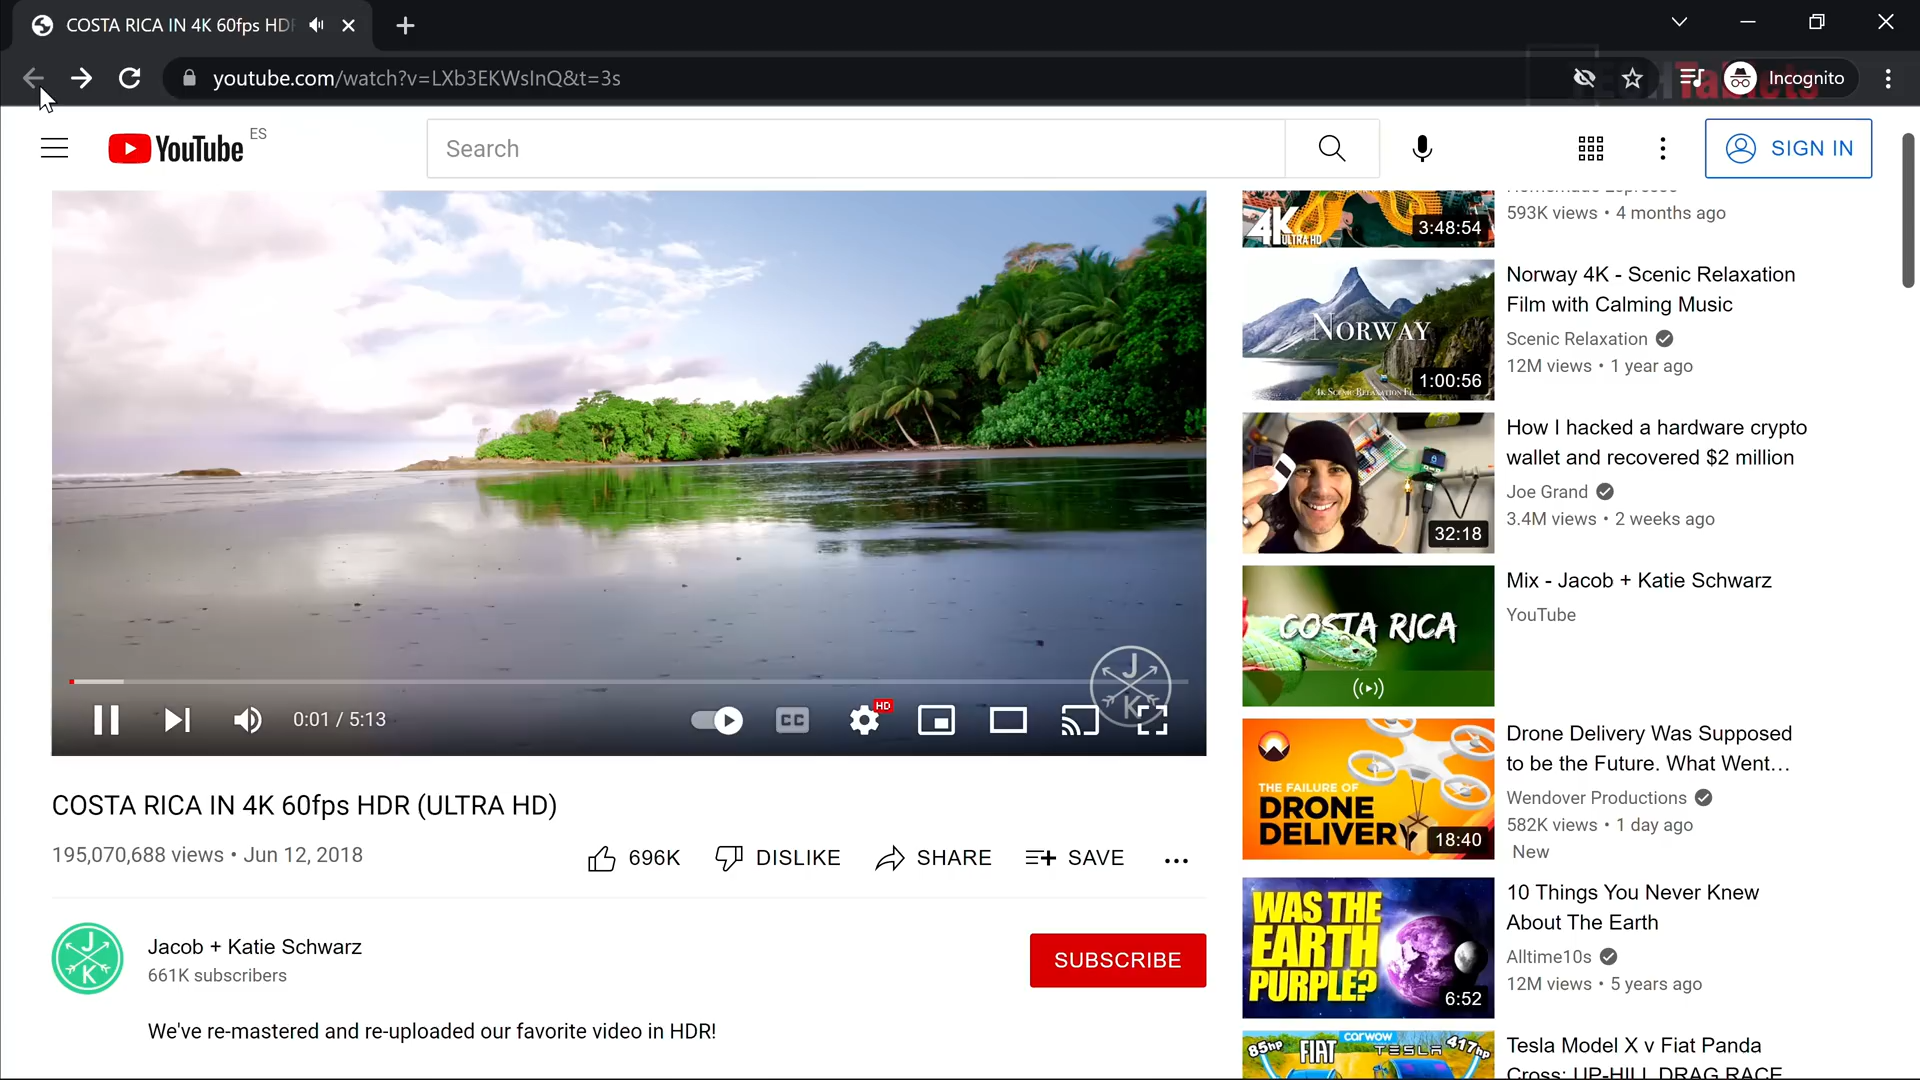 COSTA RICA IN 4K 60fps HD
youtube.com/watch?v=LXb3EKWsInQ&t=3s
Incognito
YouTube ES
Search
SIGN IN
4K
ULTRA HD
3:48:54
593K views • 4 months ago
NORWAY
1:00:56
Norway 4K - Scenic Relaxation
Film with Calming Music
Scenic Relaxation
12M views • 1 year ago
32:18
How I hacked a hardware crypto
wallet and recovered $2 million
Joe Grand
3.4M views • 2 weeks ago
COSTA RICA
Mix - Jacob + Katie Schwarz
YouTube
THE FAILURE OF
DRONE
DELIVERY
18:40
Drone Delivery Was Supposed
to be the Future. What Went…
Wendover Productions
582K views • 1 day ago
New
WAS THE
EARTH
PURPLE?
6:52
10 Things You Never Knew
About The Earth
Alltime10s
12M views • 5 years ago
85hp FIAT carwow TESLA 417hp
Tesla Model X v Fiat Panda
Cross: UP-HILL DRAG RACE
J K
0:01 / 5:13
CC
HD
COSTA RICA IN 4K 60fps HDR (ULTRA HD)
195,070,688 views • Jun 12, 2018
696K DISLIKE SHARE SAVE
J K
Jacob + Katie Schwarz
661K subscribers
SUBSCRIBE
We've re-mastered and re-uploaded our favorite video in HDR!